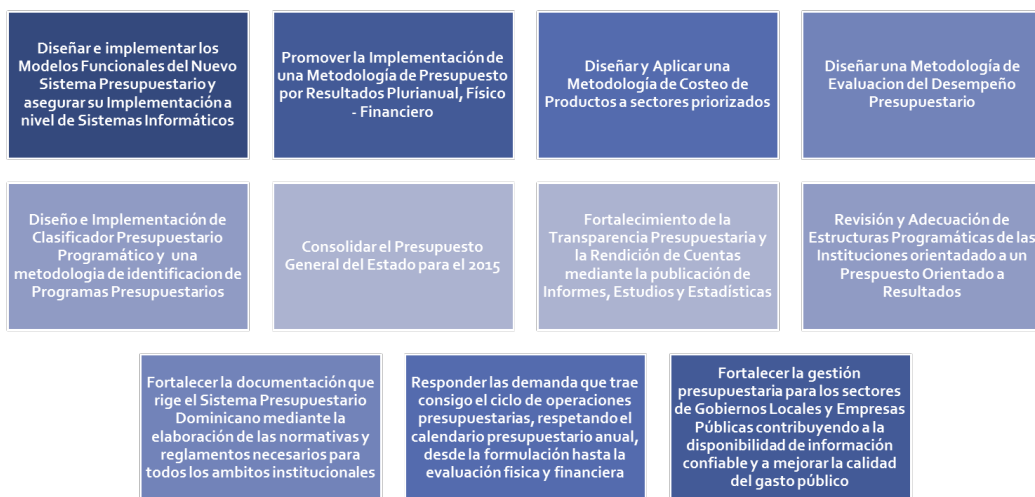 Diseñar e implementar los
Modelos Funcionales del Nuevo
Sistema Presupuestario y
asegurar su Implementación a
nivel de Sistemas Informáticos
Promover la Implementación de
una Metodología de Presupuesto
por Resultados Plurianual, Físico
- Financiero
Diseñar y Aplicar una
Metodología de Costeo de
Productos a sectores priorizados
Diseñar una Metodología de
Evaluacion del Desempeño
Presupuestario
Diseño e Implementación de
Clasificador Presupuestario
Programático y una
metodologia de identificacion de
Programas Presupuestarios
Consolidar el Presupuesto
General del Estado para el 2015
Fortalecimiento de la
Transparencia Presupuestaria y
la Rendición de Cuentas
mediante la publicación de
Informes, Estudios y Estadísticas
Revisión y Adecuación de
Estructuras Programáticas de las
Instituciones orientadado a un
Prespuesto Orientado a
Resultados
Fortalecer la documentación que
rige el Sistema Presupuestario
Dominicano mediante la
elaboración de las normativas y
reglamentos necesarios para
todos los ambitos institucionales
Responder las demanda que trae
consigo el ciclo de operaciones
presupuestarias, respetando el
calendario presupuestario anual,
desde la formulación hasta la
evaluación fisica y financiera
Fortalecer la gestión
presupuestaria para los sectores
de Gobiernos Locales y Empresas
Públicas contribuyendo a la
disponibilidad de información
confiable y a mejorar la calidad
del gasto público